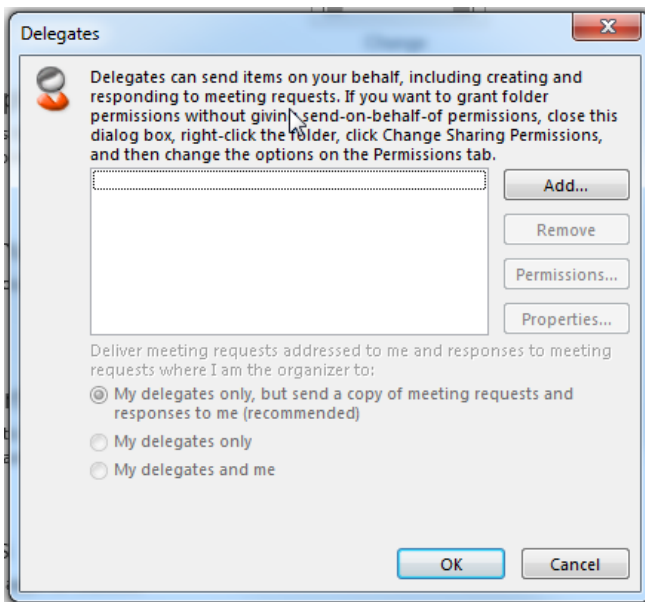 Change
Delegates
Delegates can send items on your behalf, including creating and
responding to meeting requests. If you want to grant folder
permissions without giving send-on-behalf-of permissions, close this
dialog box, right-click the folder, click Change Sharing Permissions,
and then change the options on the Permissions tab.
Add...
Remove
Permissions...
Properties...
Deliver meeting requests addressed to me and responses to meeting
requests where I am the organizer to:
My delegates only, but send a copy of meeting requests and
responses to me (recommended)
My delegates only
My delegates and me
OK
Cancel